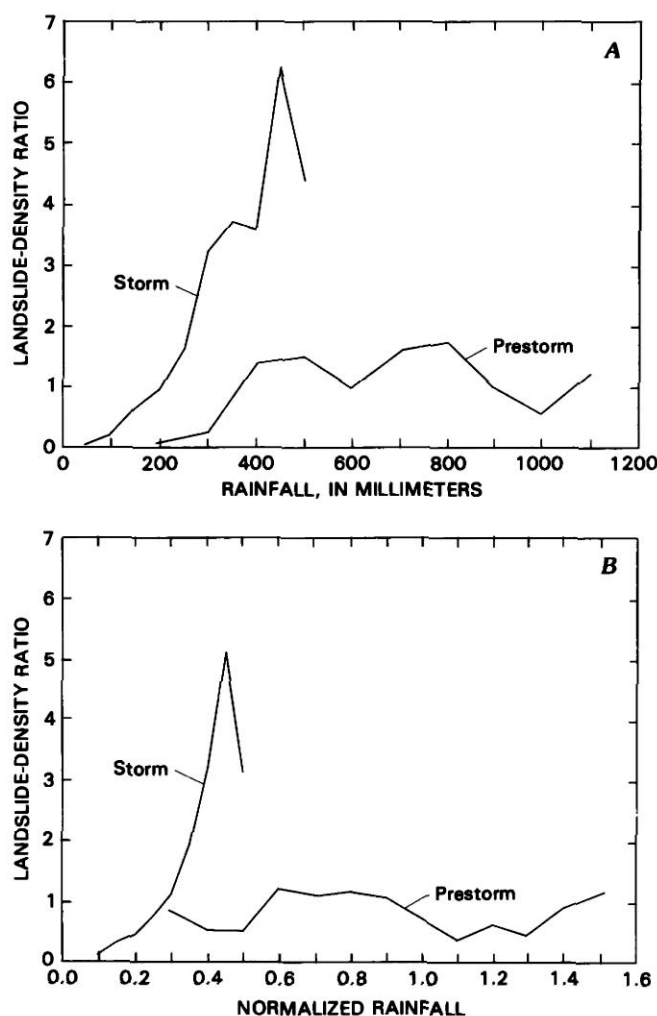 A
LANDSLIDE-DENSITY RATIO
7
6
5
4
3
2
1
0
Storm
Prestorm
0 200 400 600 800 1000 1200
RAINFALL, IN MILLIMETERS
B
LANDSLIDE-DENSITY RATIO
7
6
5
4
3
2
1
0
Storm
Prestorm
0.0 0.2 0.4 0.6 0.8 1.0 1.2 1.4 1.6
NORMALIZED RAINFALL